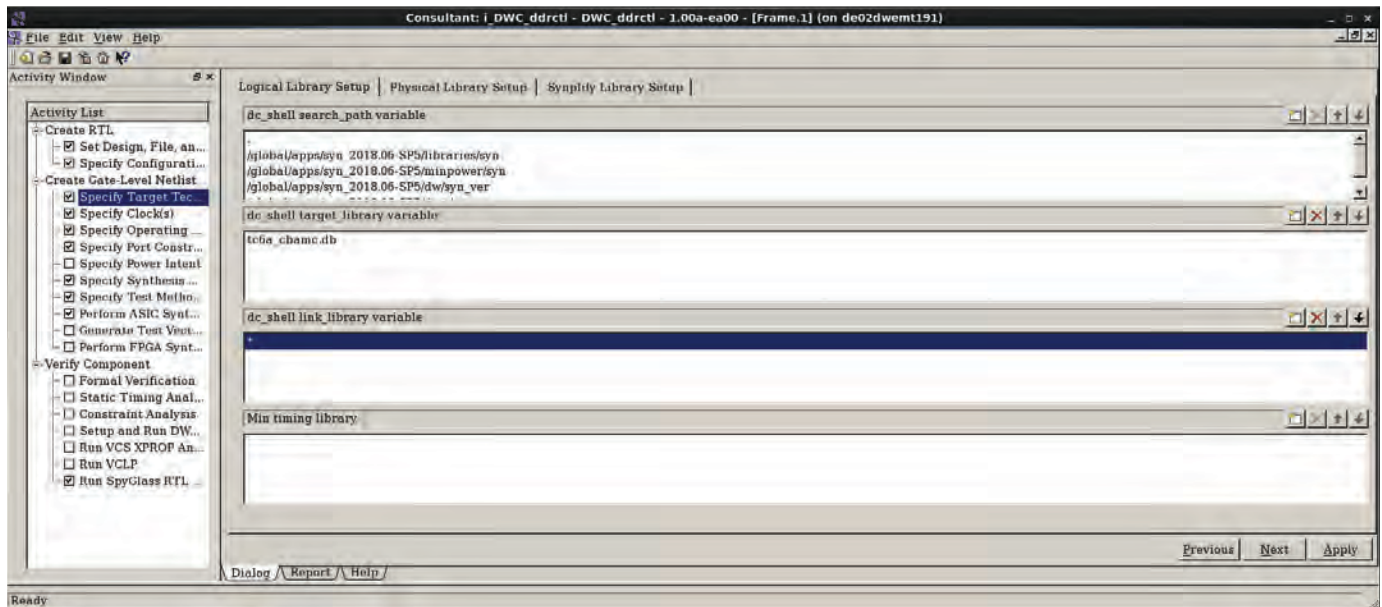 Consultant: i_DWC_ddrctl - DWC_ddrctl - 1.00a-ea00 - [Frame.1] (on de02dwemt191)
File Edit View Help
Activity Window
Activity List
Create RTL
Set Design, File, an...
Specify Configurati...
Create Gate-Level Netlist
Specify Target Tec...
Specify Clock(s)
Specify Operating ...
Specify Port Constr...
Specify Power Intent
Specify Synthesis ...
Specify Test Metho...
Perform ASIC Synt...
Generate Test Vect...
Perform FPGA Synt...
Verify Component
Formal Verification
Static Timing Anal...
Constraint Analysis
Setup and Run DW...
Run VCS XPROP An...
Run VCLP
Run SpyGlass RTL ...
Logical Library Setup Physical Library Setup Synplify Library Setup
dc_shell search_path variable
.
/global/apps/syn_2018.06-SP5/libraries/syn
/global/apps/syn_2018.06-SP5/minpower/syn
/global/apps/syn_2018.06-SP5/dw/syn_ver
dc_shell target_library variable
tc6a_cbamc.db
dc_shell link_library variable
*
Min timing library
Previous Next Apply
Dialog Report Help
Ready